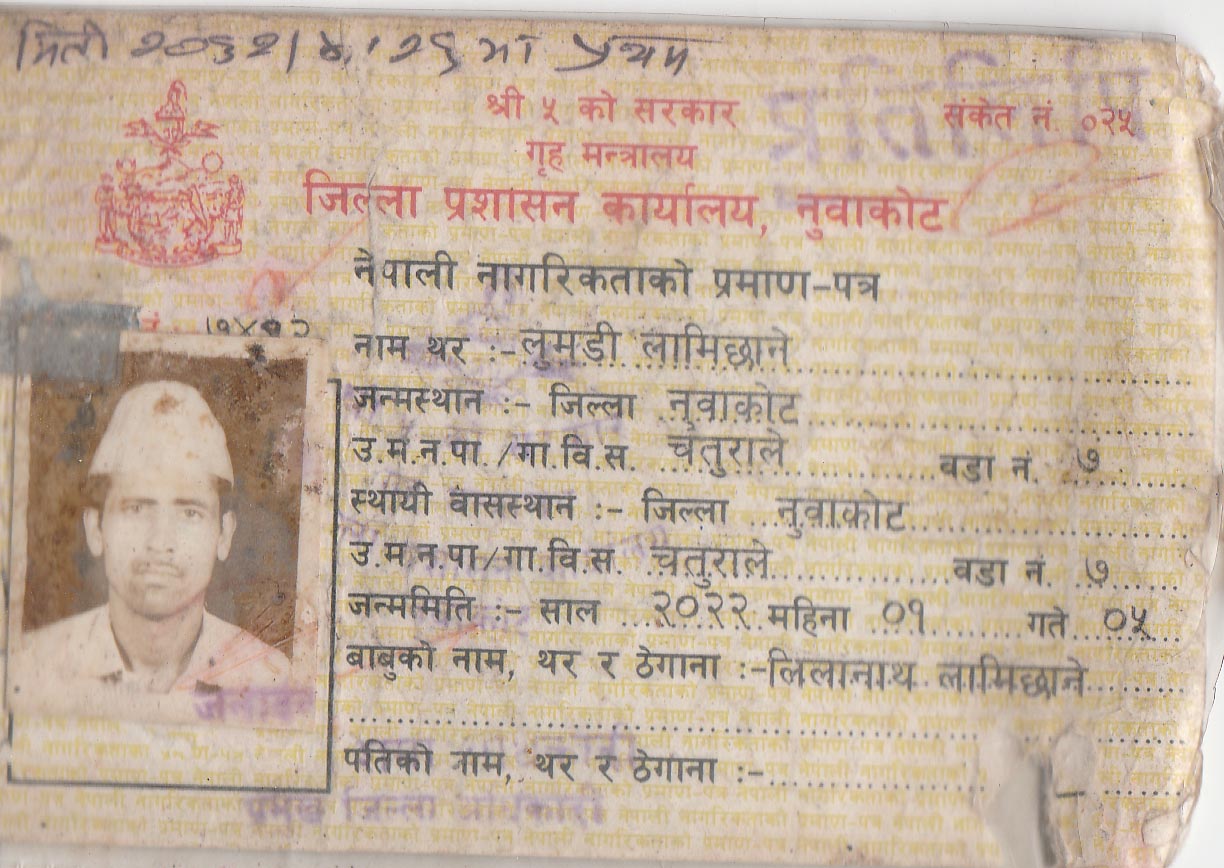 मिति २०६२/४/२६ मा प्रथम
प्रतिलिपि
श्री ५ को सरकार
संकेत नं. ०२५
गृह मन्त्रालय
जिल्ला प्रशासन कार्यालय, नुवाकोट
नेपाली नागरिकताको प्रमाण-पत्र
नाम थर :- लुमडी लामिछाने
जन्मस्थान :- जिल्ला नुवाकोट
उ.म.न.पा./गा.वि.स. चतुराले वडा नं. ७
स्थायी वासस्थान :- जिल्ला नुवाकोट
उ.म.न.पा/गा.वि.स. चतुराले वडा नं. ७
जन्ममिति :- साल २०२२ महिना ०१ गते ०५
बाबुको नाम, थर र ठेगाना :- लिलानाथ लामिछाने
पतिको नाम, थर र ठेगाना :-
प्रमुख जिल्ला अधिकारी